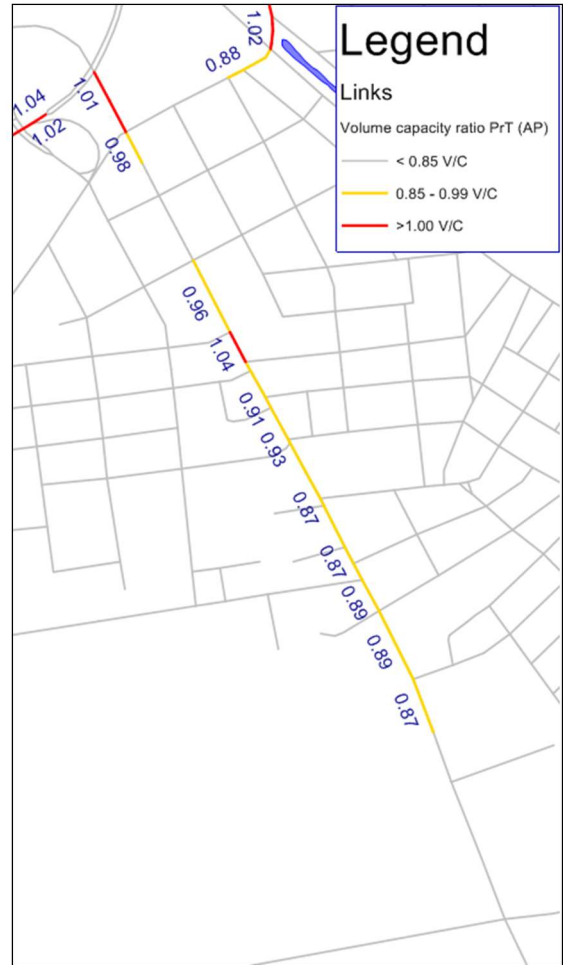 1.02
Legend
Links
Volume capacity ratio PrT (AP)
< 0.85 V/C
0.85 - 0.99 V/C
>1.00 V/C
0.88
1.04
1.02
1.01
0.98
0.96
1.04
0.91
0.93
0.87
0.87
0.89
0.89
0.87